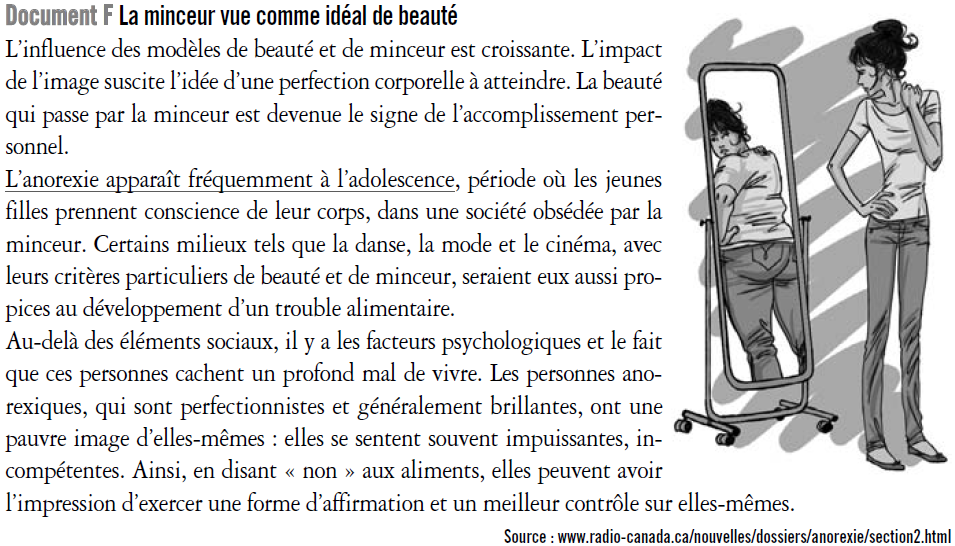 Document F La minceur vue comme idéal de beauté
L’influence des modèles de beauté et de minceur est croissante. L’impact
de l’image suscite l’idée d’une perfection corporelle à atteindre. La beauté
qui passe par la minceur est devenue le signe de l’accomplissement per-
sonnel.
L’anorexie apparaît fréquemment à l’adolescence, période où les jeunes
filles prennent conscience de leur corps, dans une société obsédée par la
minceur. Certains milieux tels que la danse, la mode et le cinéma, avec
leurs critères particuliers de beauté et de minceur, seraient eux aussi pro-
pices au développement d’un trouble alimentaire.
Au-delà des éléments sociaux, il y a les facteurs psychologiques et le fait
que ces personnes cachent un profond mal de vivre. Les personnes ano-
rexiques, qui sont perfectionnistes et généralement brillantes, ont une
pauvre image d’elles-mêmes : elles se sentent souvent impuissantes, in-
compétentes. Ainsi, en disant « non » aux aliments, elles peuvent avoir
l’impression d’exercer une forme d’affirmation et un meilleur contrôle sur elles-mêmes.
Source : www.radio-canada.ca/nouvelles/dossiers/anorexie/section2.html